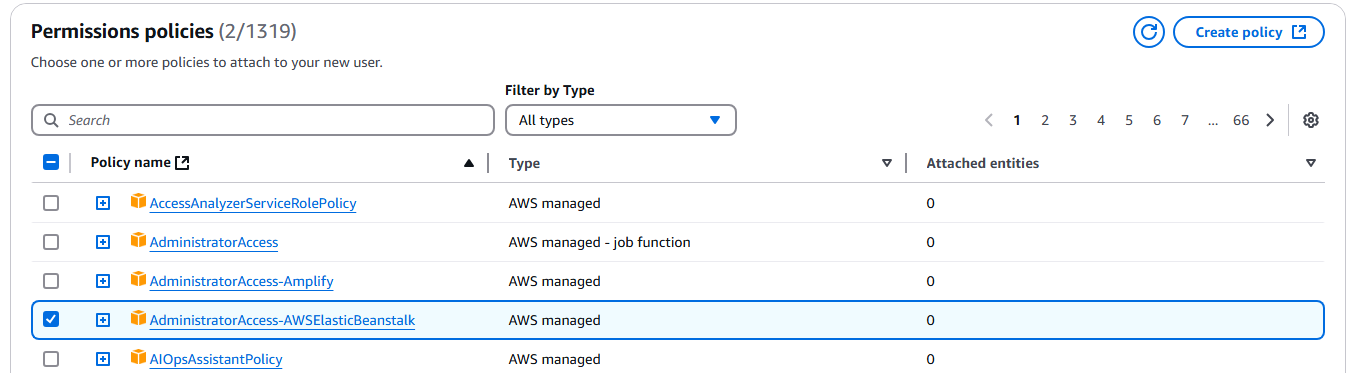 Permissions policies (2/1319)
Create policy
Choose one or more policies to attach to your new user.
Filter by Type
Search
All types
1 2 3 4 5 6 7 ... 66
Policy name Type Attached entities
AccessAnalyzerServiceRolePolicy AWS managed 0
AdministratorAccess AWS managed - job function 0
AdministratorAccess-Amplify AWS managed 0
AdministratorAccess-AWSElasticBeanstalk AWS managed 0
AIOpsAssistantPolicy AWS managed 0